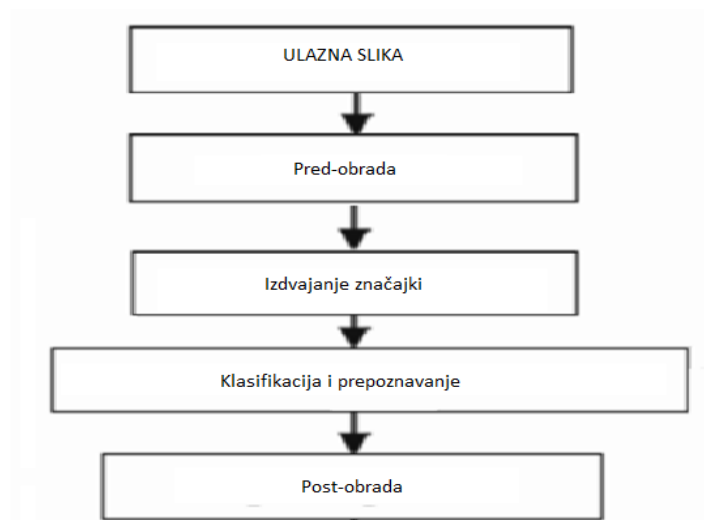 ULAZNA SLIKA
Pred-obrada
Izdvajanje značajki
Klasifikacija i prepoznavanje
Post-obrada